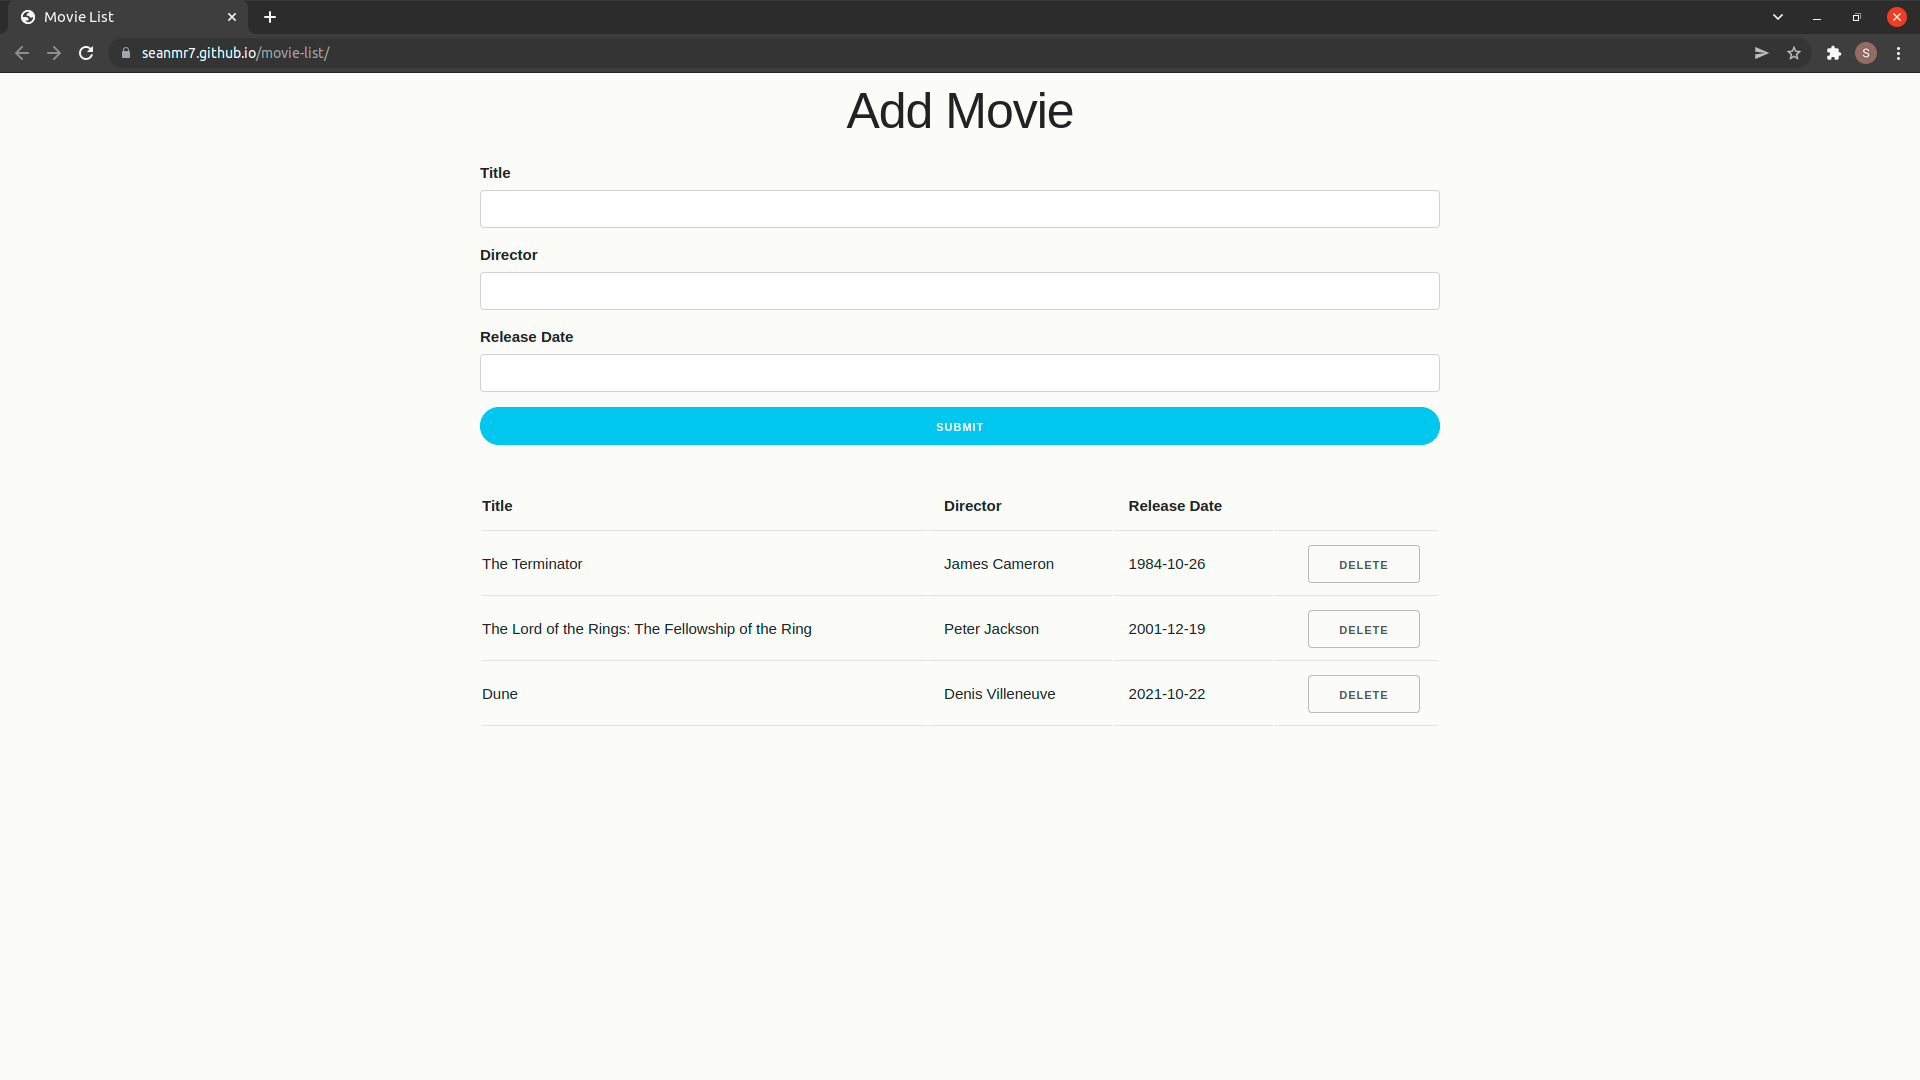 Movie List
seanmr7.github.io/movie-list/
S
Add Movie
Title
Director
Release Date
SUBMIT
Title Director Release Date
The Terminator James Cameron 1984-10-26 DELETE
The Lord of the Rings: The Fellowship of the Ring Peter Jackson 2001-12-19 DELETE
Dune Denis Villeneuve 2021-10-22 DELETE